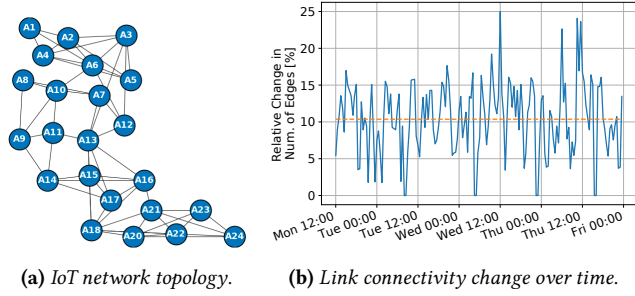 A1
A2
A3
A4
A6
A5
A8
A10
A7
A12
A9
A11
A13
A14
A15
A16
A17
A21
A23
A18
A20
A22
A24
(a) IoT network topology.
Relative Change in
Num. of Edges [%]
25
20
15
10
5
0
Mon 12:00
Tue 00:00
Tue 12:00
Wed 00:00
Wed 12:00
Thu 00:00
Thu 12:00
Fri 00:00
(b) Link connectivity change over time.